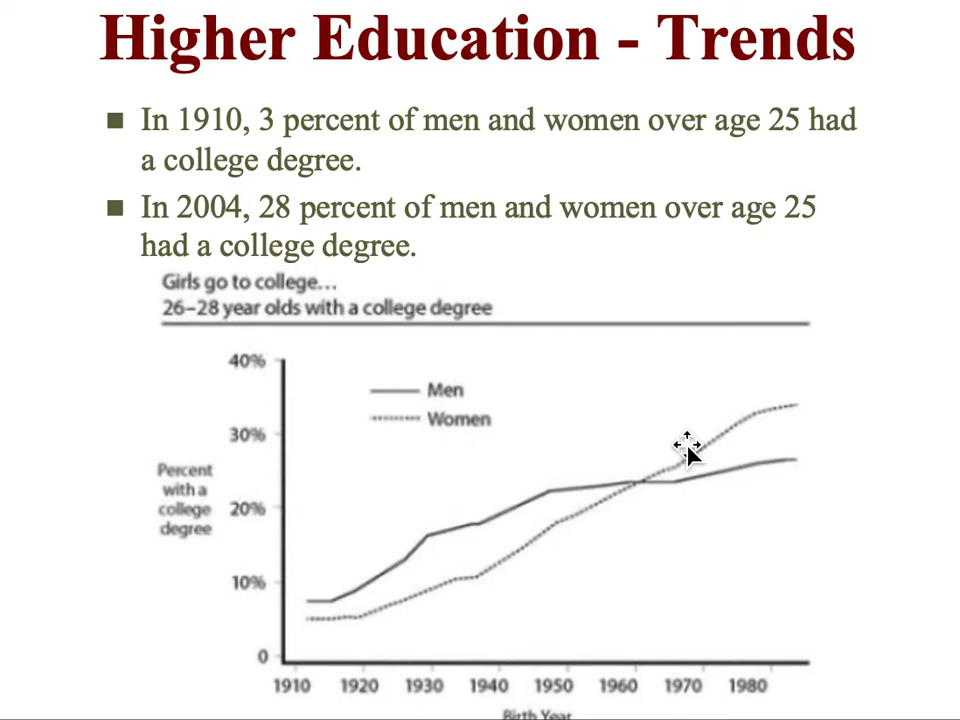 Higher Education - Trends
In 1910, 3 percent of men and women over age 25 had
a college degree.
In 2004, 28 percent of men and women over age 25
had a college degree.
Girls go to college…
26–28 year olds with a college degree
40%
Men
Women
30%
Percent
with a
college
degree
20%
10%
0
1910 1920 1930 1940 1950 1960 1970 1980
Birth Year